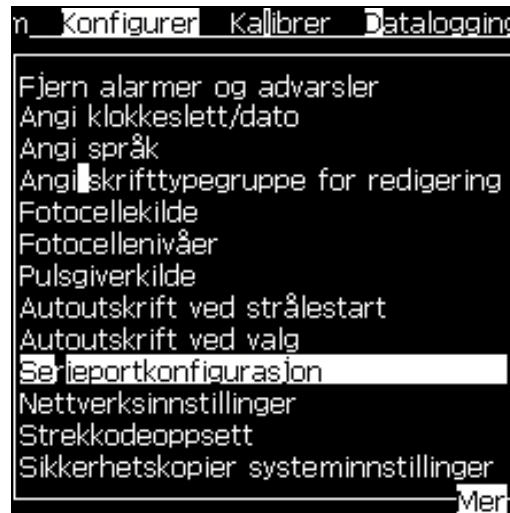 m Konfigurer Kalibrer Datalogging
Fjern alarmer og advarsler
Angi klokkeslett/dato
Angi språk
Angi skrifttypegruppe for redigering
Fotocellekilde
Fotocellenivåer
Pulsgiverkilde
Autoutskrift ved strålestart
Autoutskrift ved valg
Serieportkonfigurasjon
Nettverksinnstillinger
Strekkodeoppsett
Sikkerhetskopier systeminnstillinger
Mer